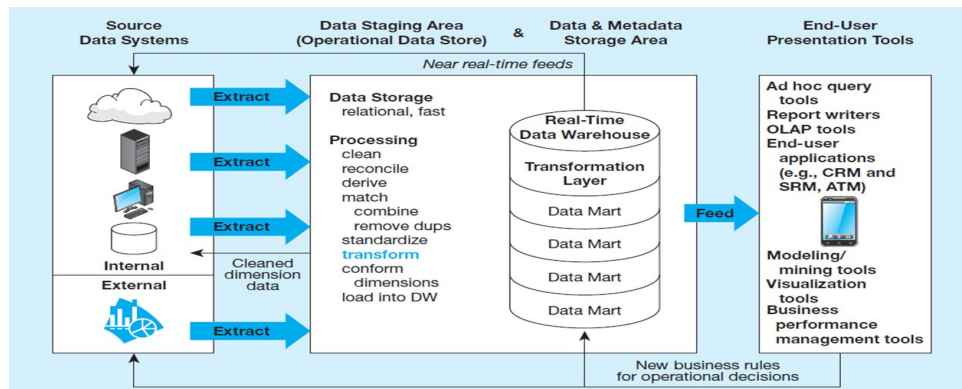 Source
Data Systems
Data Staging Area
(Operational Data Store)
&
Data & Metadata
Storage Area
End-User
Presentation Tools
Near real-time feeds
Extract
Extract
Extract
Internal
External
Extract
Cleaned
dimension
data
Data Storage
relational, fast
Processing
clean
reconcile
derive
match
combine
remove dups
standardize
transform
conform
dimensions
load into DW
Real-Time
Data Warehouse
Transformation
Layer
Data Mart
Data Mart
Data Mart
Data Mart
Feed
Ad hoc query
tools
Report writers
OLAP tools
End-user
applications
(e.g., CRM and
SRM, ATM)
Modeling/
mining tools
Visualization
tools
Business
performance
management tools
New business rules
for operational decisions